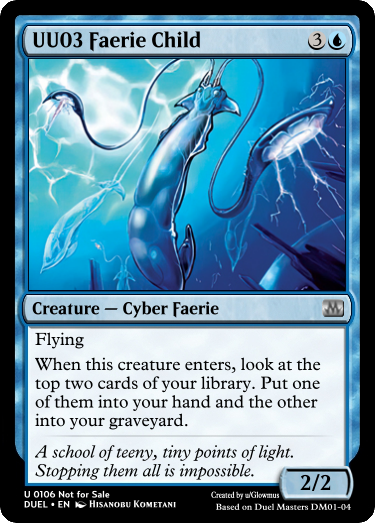 UU03 Faerie Child 3
Creature — Cyber Faerie
Flying
When this creature enters, look at the
top two cards of your library. Put one
of them into your hand and the other
into your graveyard.
A school of teeny, tiny points of light.
Stopping them all is impossible.
2/2
U 0106 Not for Sale
DUEL • EN Hisanobu Kometani
Created by u/Glowmus
Based on Duel Masters DM01-04